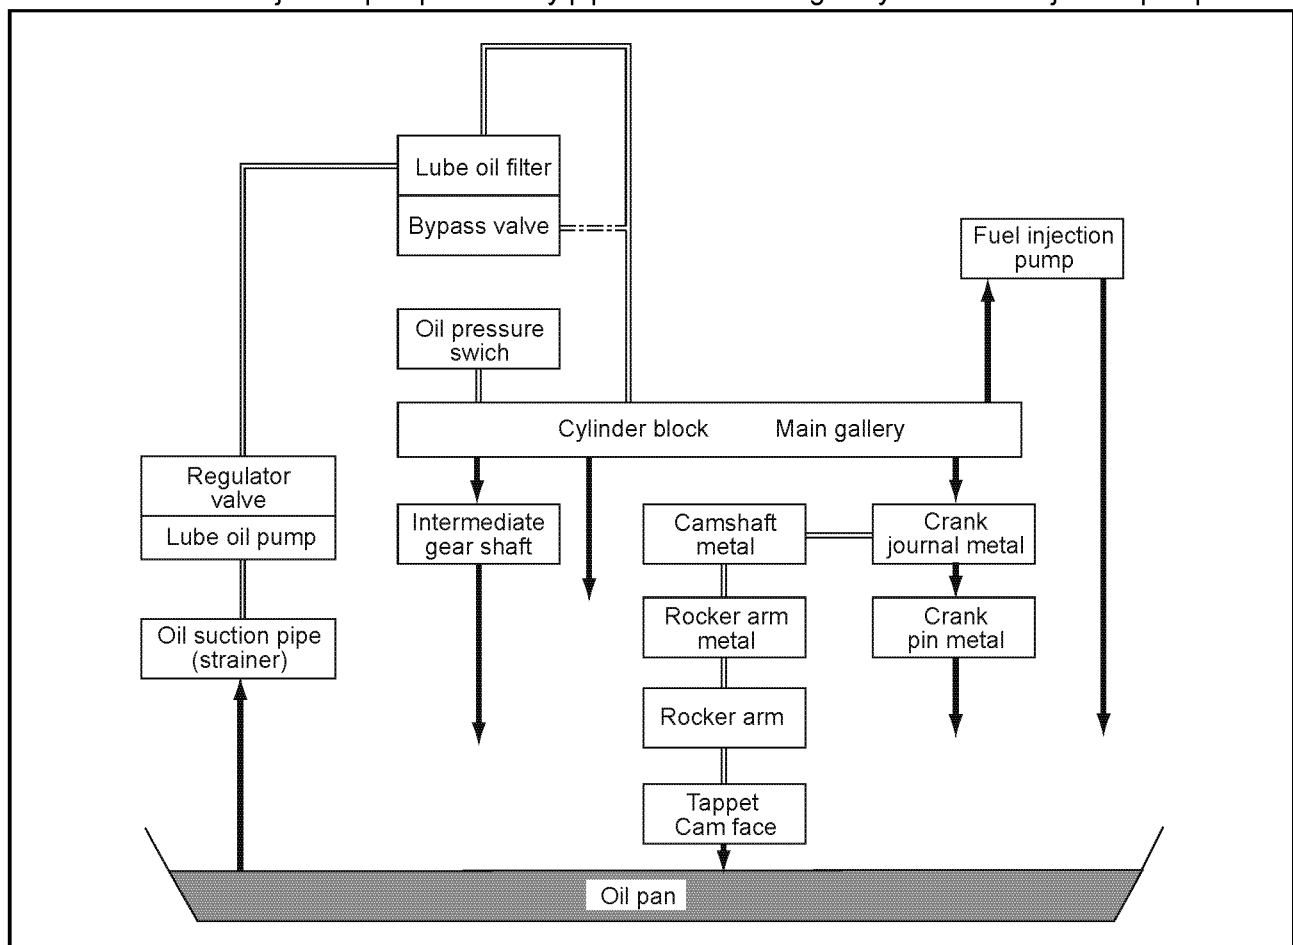 Lube oil filter
Bypass valve
Fuel injection
pump
Oil pressure
swich
Cylinder block Main gallery
Regulator
valve
Lube oil pump
Intermediate
gear shaft
Camshaft
metal
Crank
journal metal
Oil suction pipe
(strainer)
Rocker arm
metal
Crank
pin metal
Rocker arm
Tappet
Cam face
Oil pan